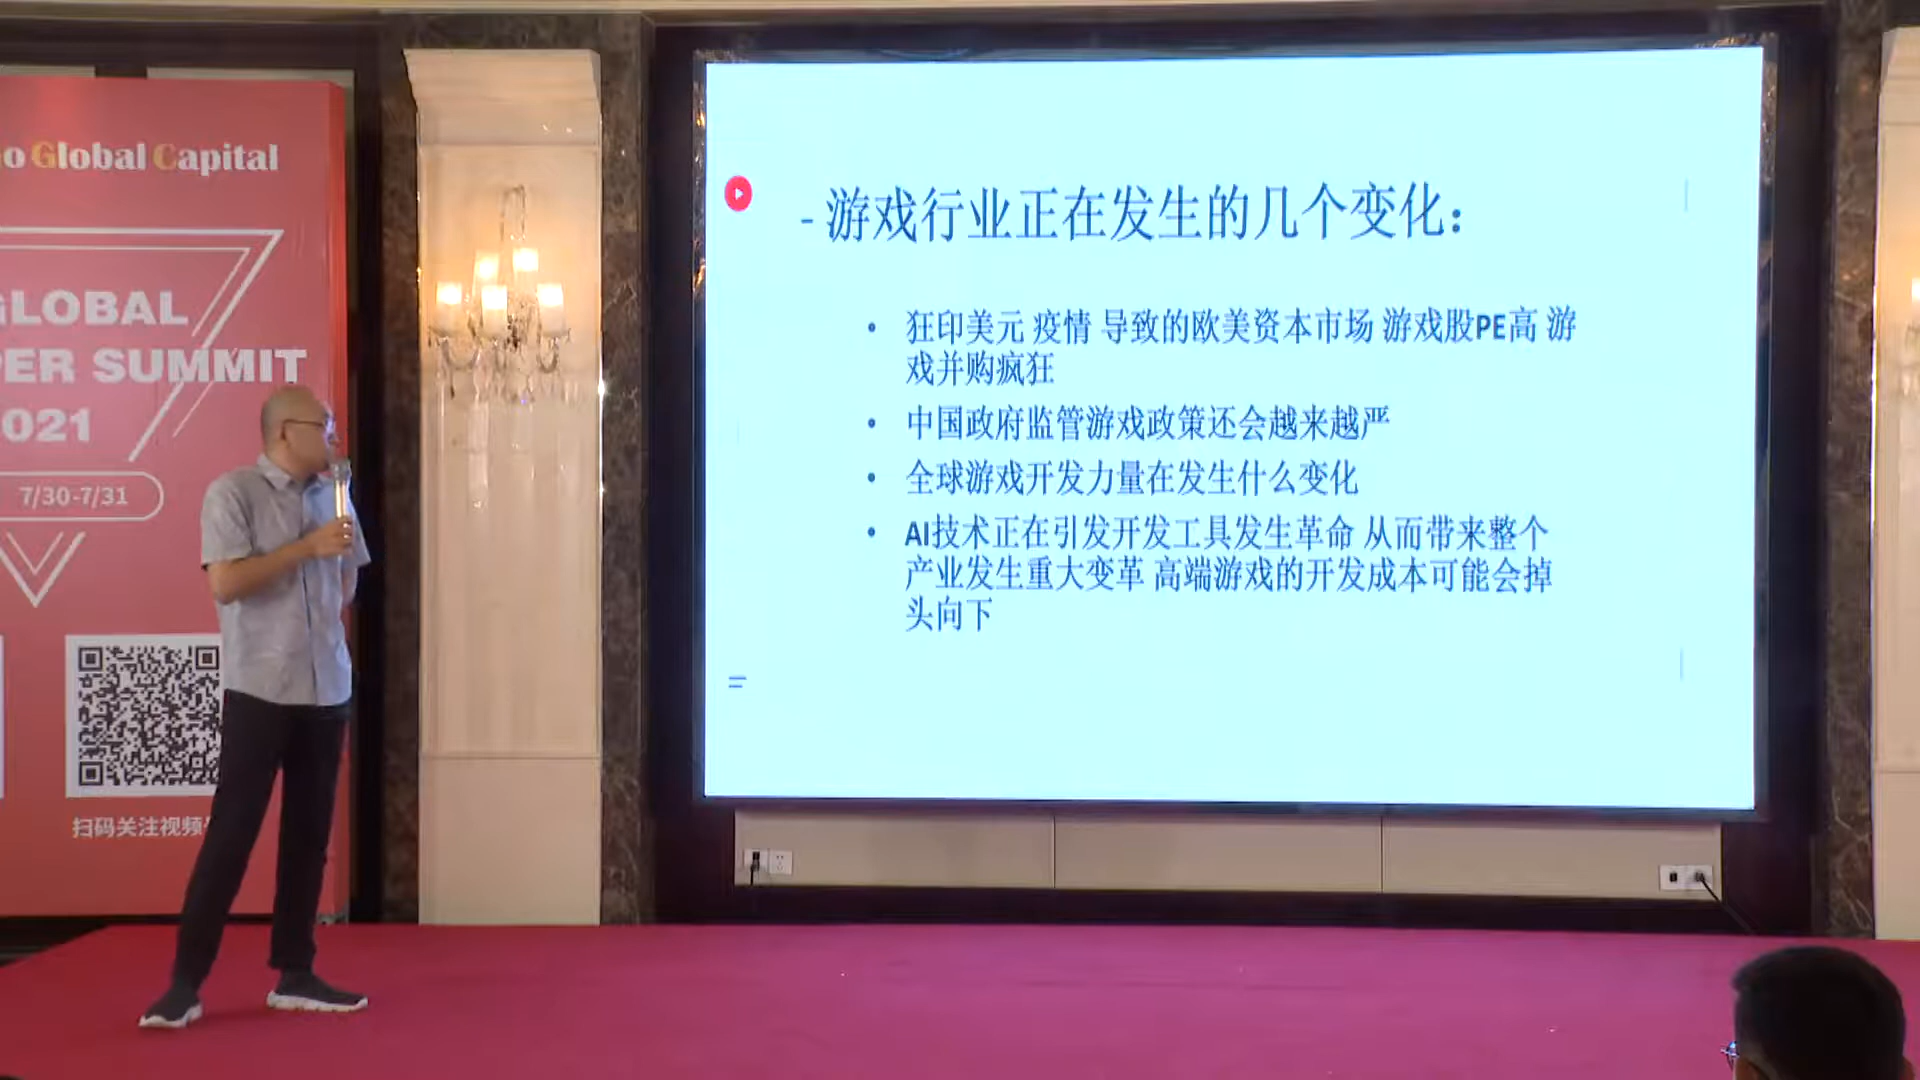 Global Capital
GLOBAL
SUMMIT
7/30-7/31
扫码关注视频
- 游戏行业正在发生的几个变化：
• 狂印美元 疫情 导致的欧美资本市场 游戏股PE高 游
戏并购疯狂
• 中国政府监管游戏政策还会越来越严
• 全球游戏开发力量在发生什么变化
• AI技术正在引发开发工具发生革命 从而带来整个
产业发生重大变革 高端游戏的开发成本可能会掉
头向下